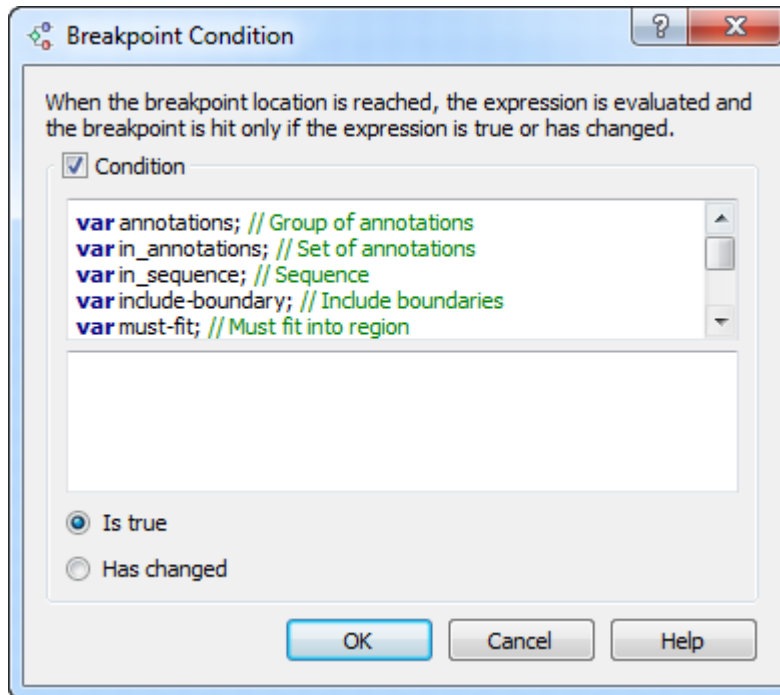 Breakpoint Condition
When the breakpoint location is reached, the expression is evaluated and
the breakpoint is hit only if the expression is true or has changed.
Condition
var annotations; // Group of annotations
var in_annotations; // Set of annotations
var in_sequence; // Sequence
var include-boundary; // Include boundaries
var must-fit; // Must fit into region
Is true
Has changed
OK Cancel Help